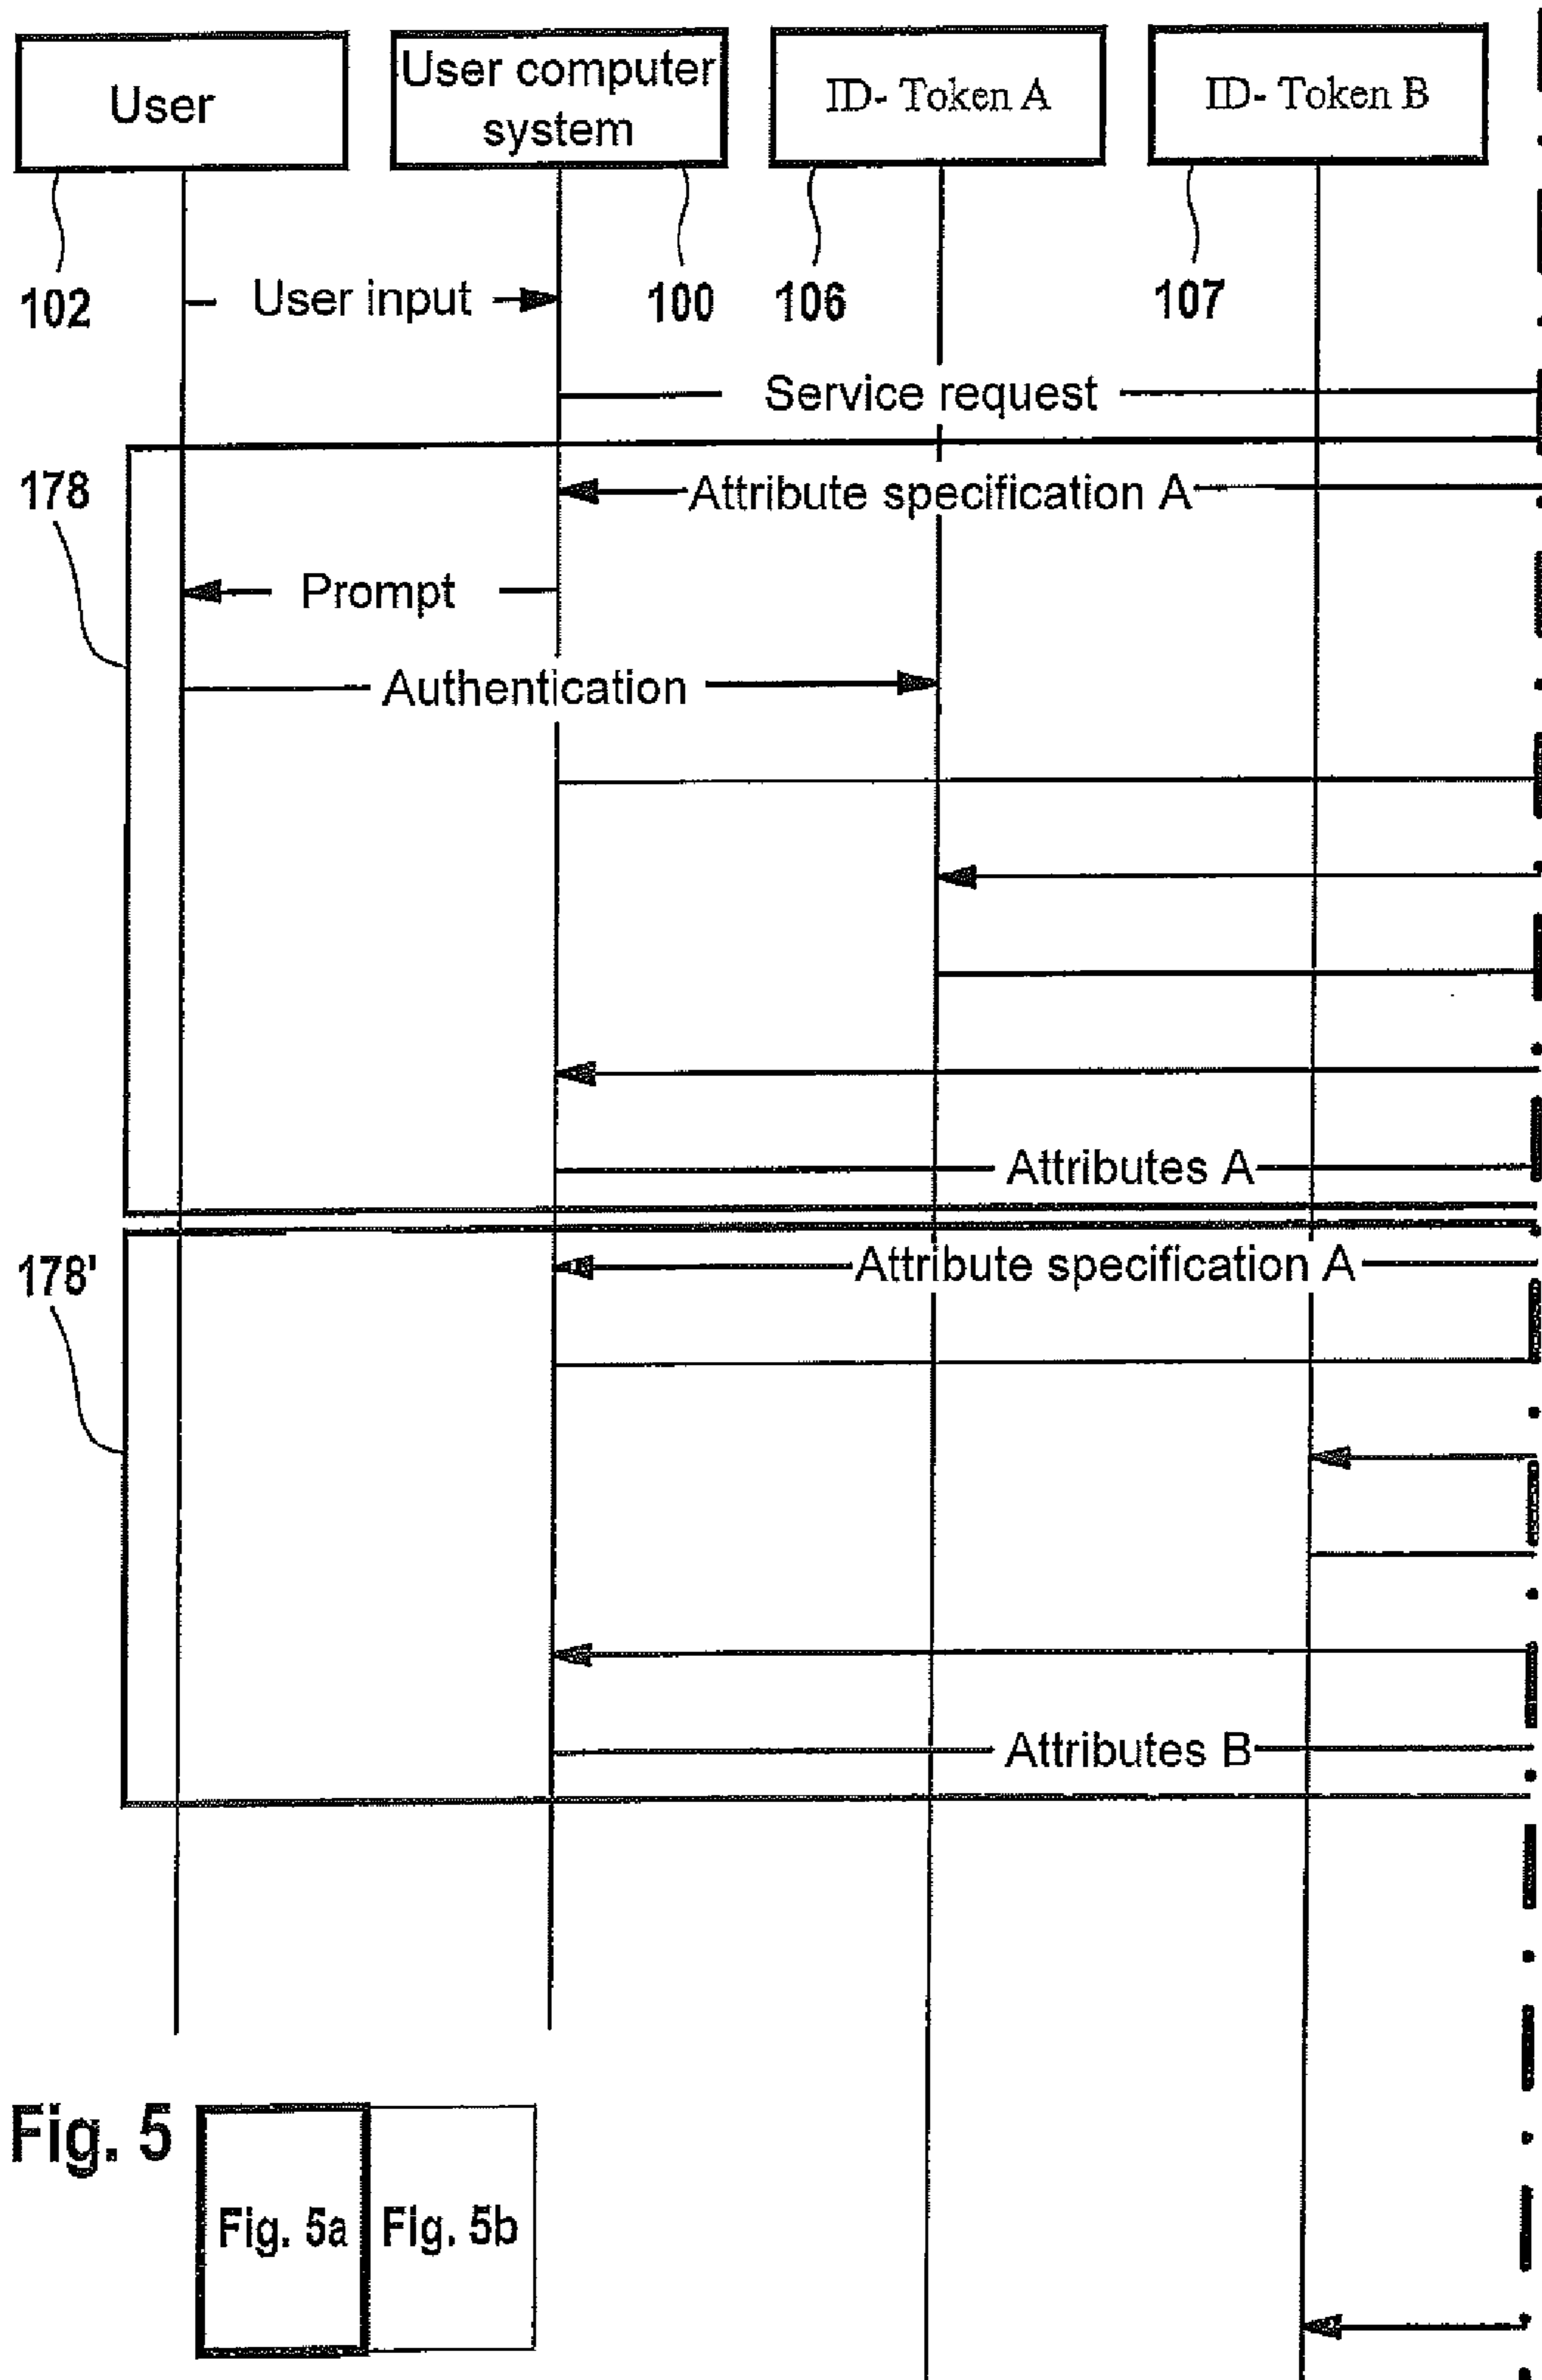 User
User computer
system
ID- Token A
ID- Token B
102
User input
100
106
107
Service request
178
Attribute specification A
Prompt
Authentication
Attributes A
178'
Attribute specification A
Attributes B
Fig. 5
Fig. 5a
Fig. 5b